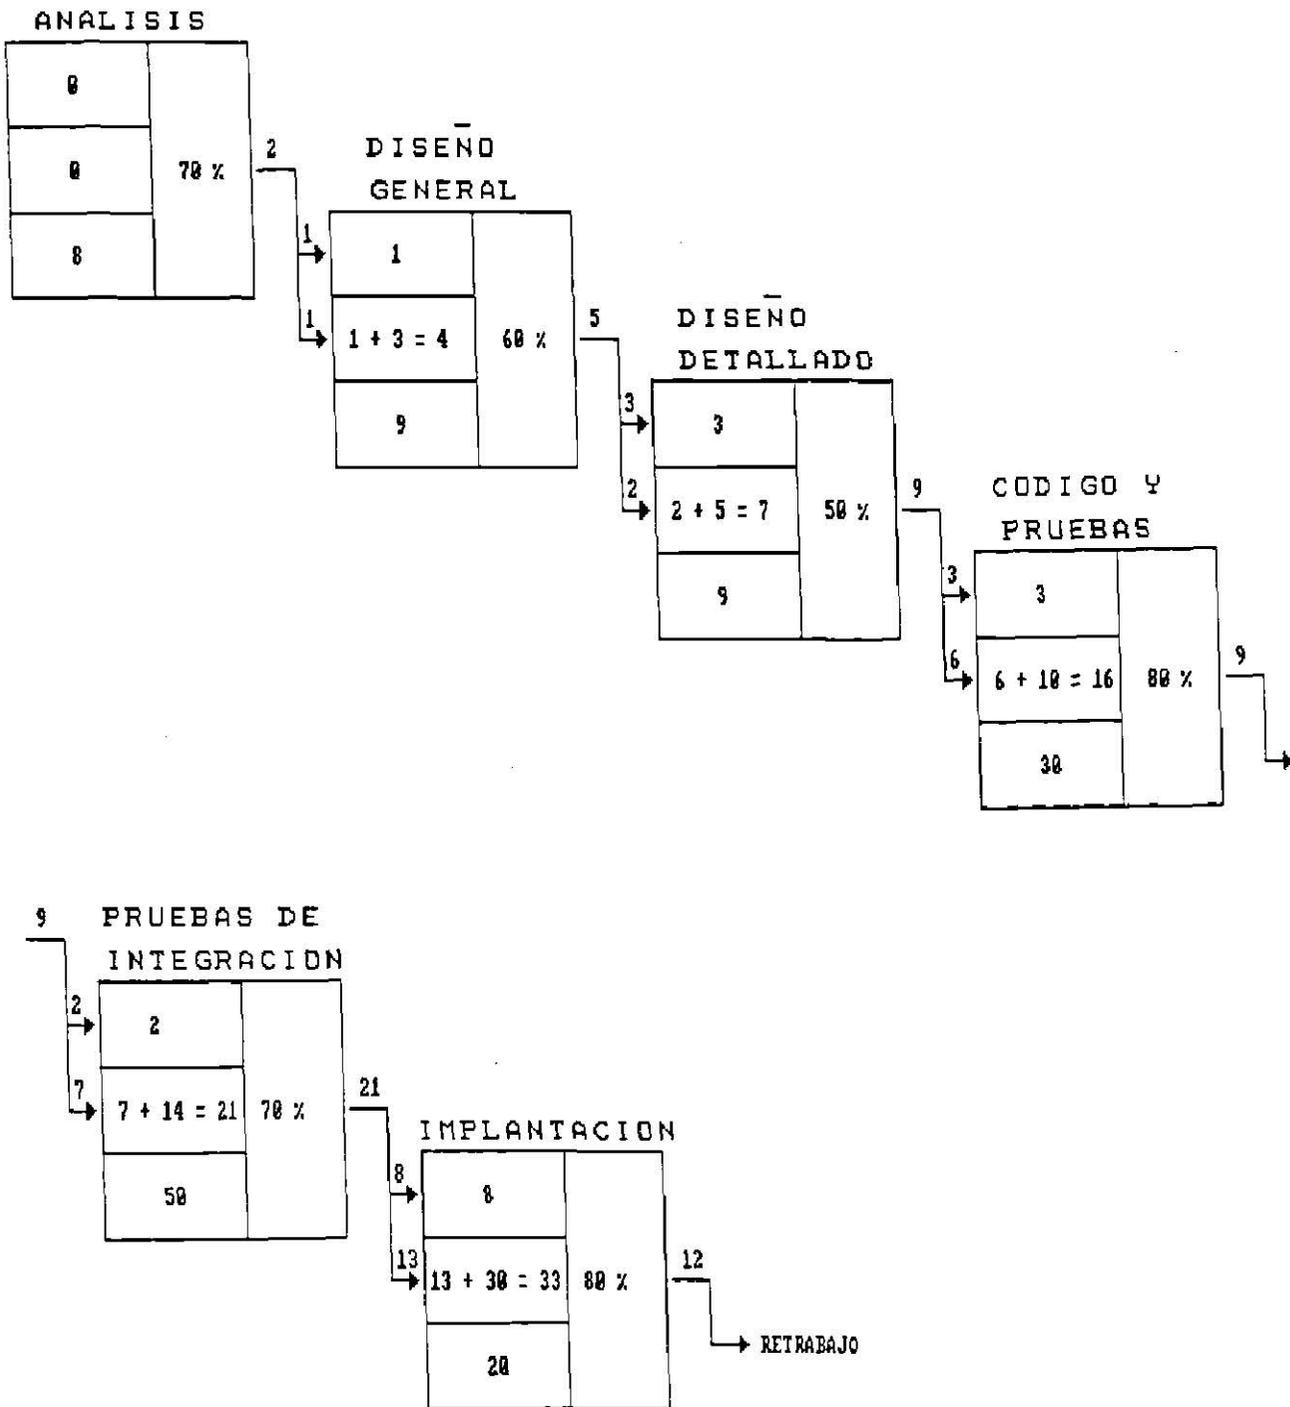 ANALISIS
0
0
70 %
8
2
1
1
DISEÑO
GENERAL
1
1 + 3 = 4
60 %
9
5
3
2
DISEÑO
DETALLADO
3
2 + 5 = 7
50 %
9
9
3
6
CODIGO Y
PRUEBAS
3
6 + 10 = 16
80 %
30
9
9
2
7
PRUEBAS DE
INTEGRACION
2
7 + 14 = 21
70 %
50
21
8
13
IMPLANTACION
8
13 + 30 = 33
80 %
20
12
RETRABAJO